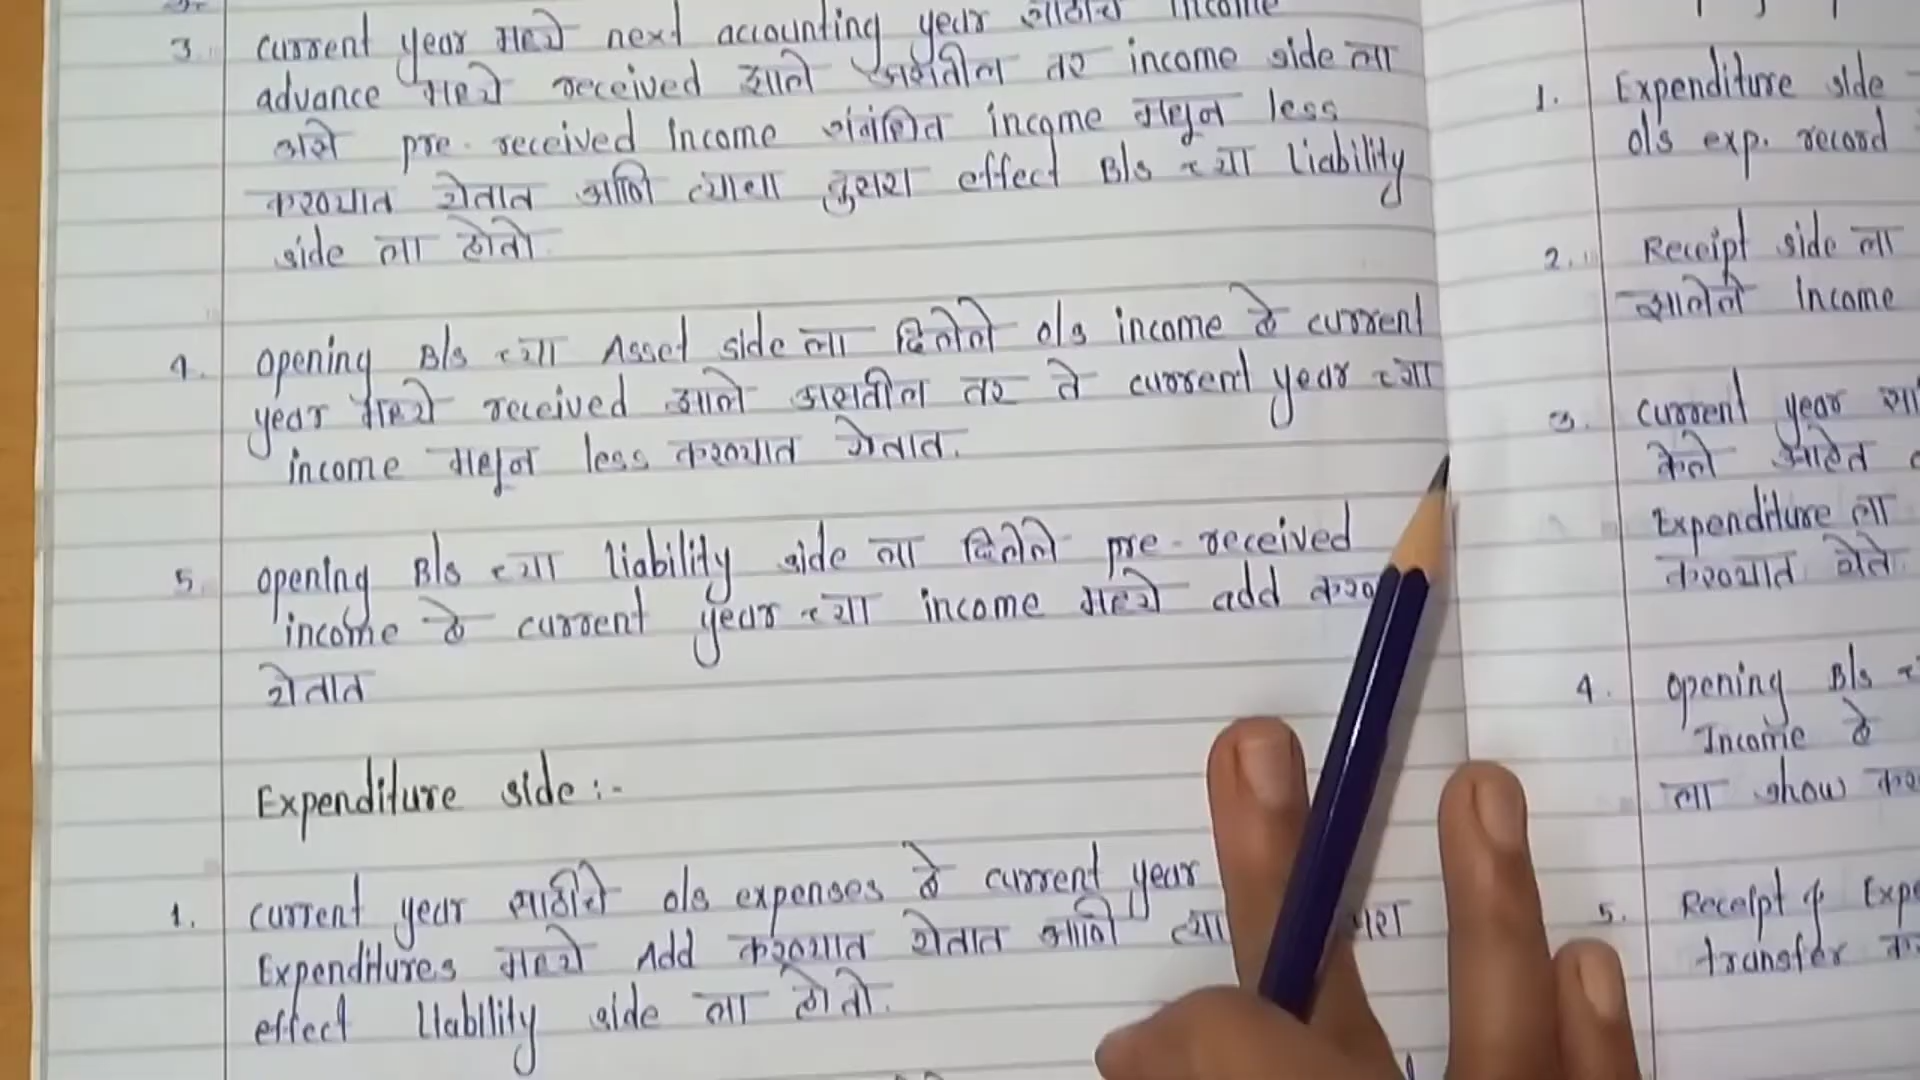 3. current year मध्ये next accounting year साठीचे income
advance मध्ये received झाले असतील तर income side ला
असे pre-received income संबंधित income मधून less
करण्यात येतात आणि त्याचा दुसरा effect B/s च्या Liability
side ला होतो.
4. opening B/s च्या Asset side ला दिलेले o/s income हे current
year मध्ये received झाले असतील तर ते current year च्या
income मधून less करण्यात येतात.
5. opening B/s च्या liability side ला दिलेले pre-received
income हे current year च्या income मध्ये add
येतात
Expenditure side :-
1. current year साठीचे o/s expenses हे current year
Expenditures मध्ये Add करण्यात येतात आणि
effect Liability side ला होतो.
1. Expenditure side
o/s exp. record
2. Receipt side ला
झालेले income
3. current year
केले आहेत
Expenditure ला
करण्यात येते.
4. opening B/s
Income हे
ला show
5. Receipt & 
transfer